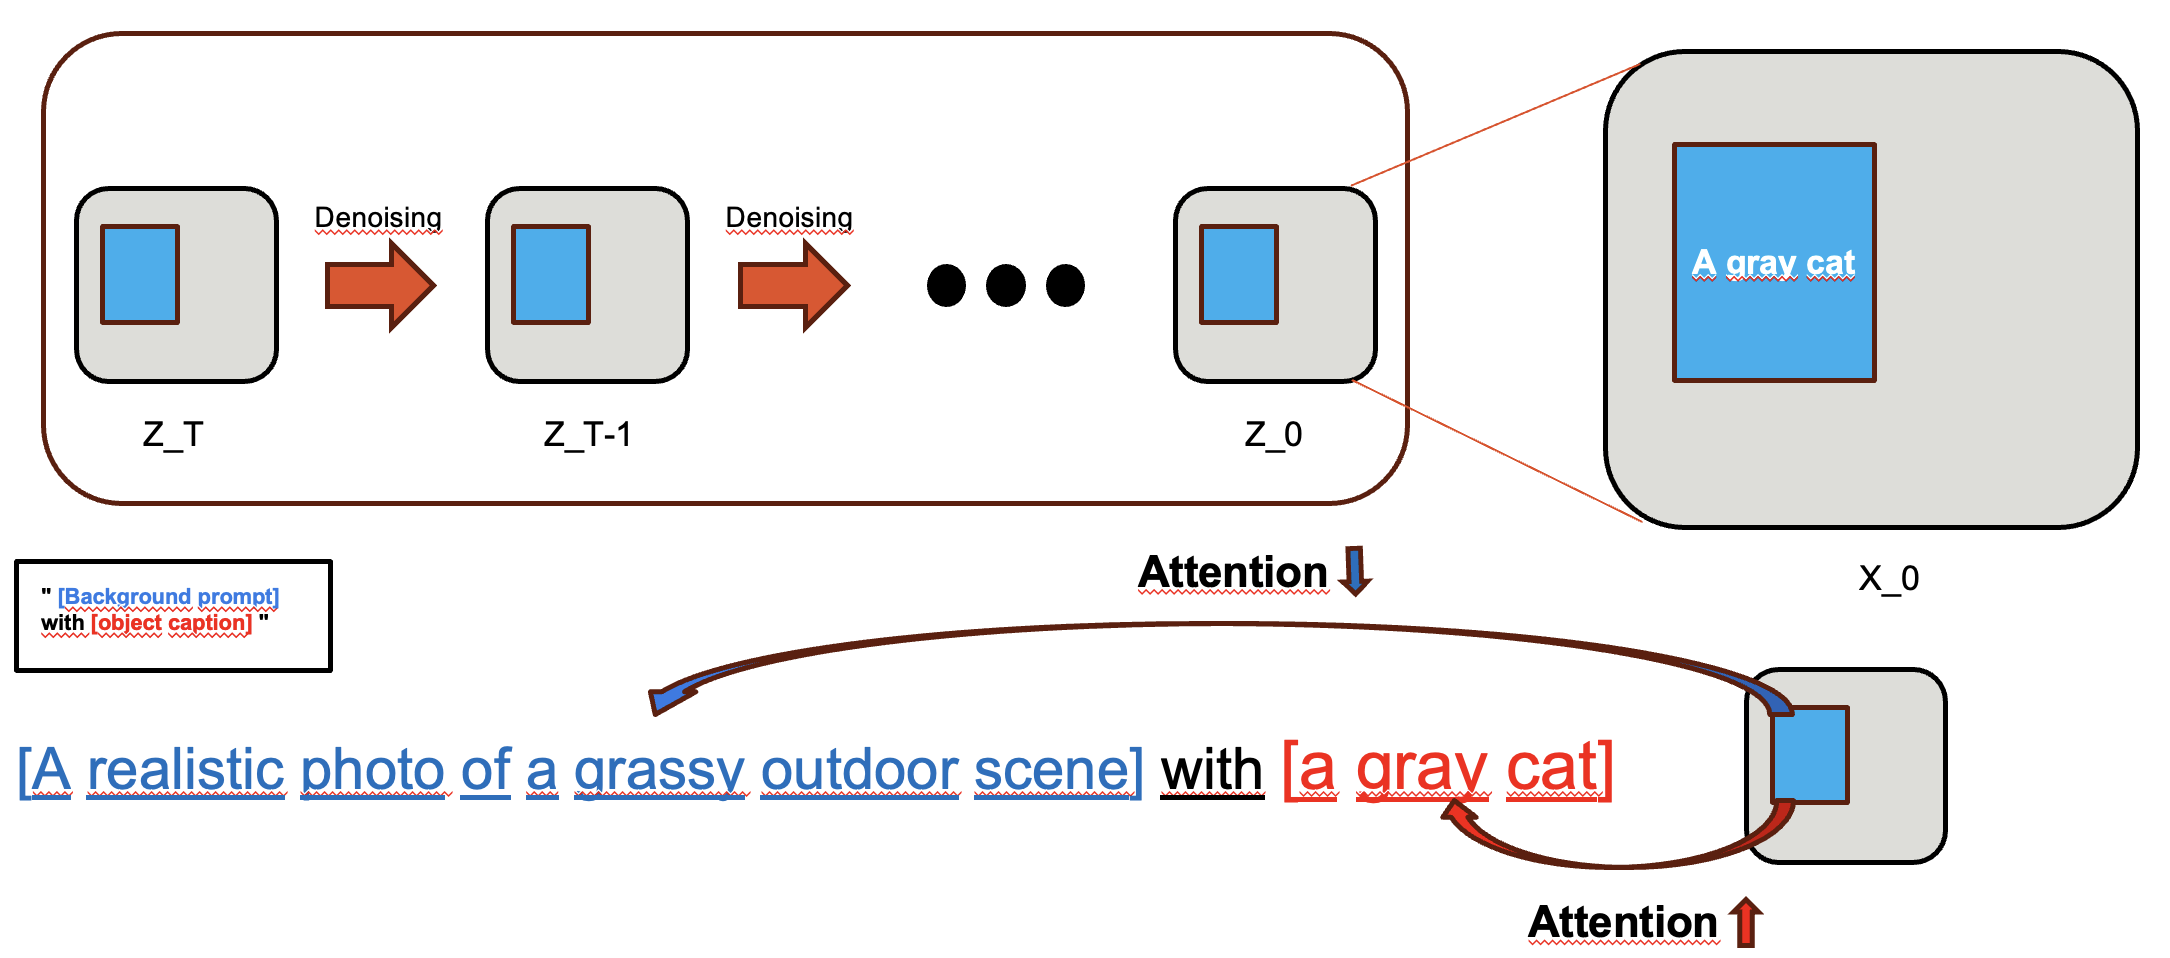 Denoising
Denoising
A gray cat
Z_T
Z_T-1
Z_0
X_0
Attention
" [Background prompt]
with [object caption] "
[A realistic photo of a grassy outdoor scene] with [a gray cat]
Attention